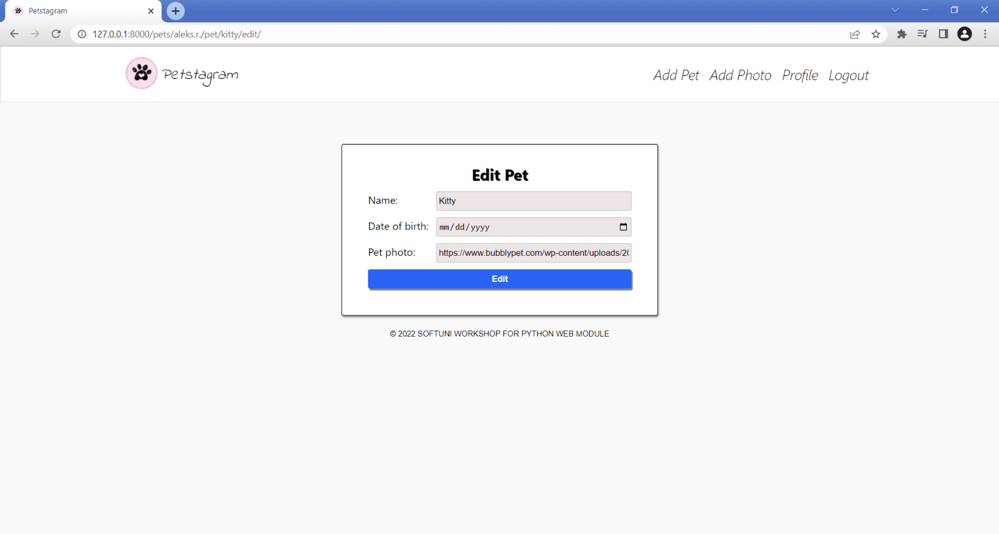 Petstagram
127.0.0.1:8000/pets/aleks.r./pet/kitty/edit/
Petstagram
Add Pet Add Photo Profile Logout
Edit Pet
Name: Kitty
Date of birth: mm/dd/yyyy
Pet photo: https://www.bubblypet.com/wp-content/uploads/20
Edit
© 2022 SOFTUNI WORKSHOP FOR PYTHON WEB MODULE